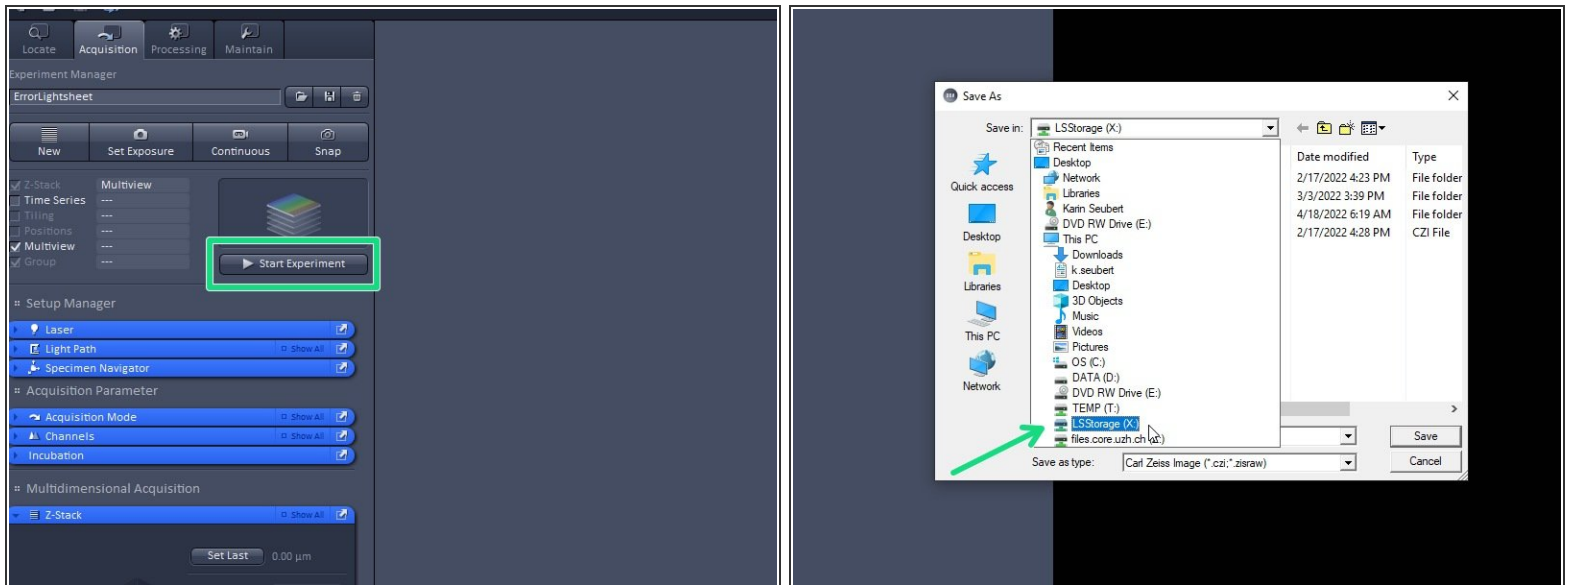 Locate Acquisition Processing Maintain
Experiment Manager
ErrorLightsheet
New Set Exposure Continuous Snap
Z-Stack Multiview
Time Series ---
Tiling ---
Positions ---
Multiview ---
Group ---
Start Experiment
Setup Manager
Laser
Light Path Show All
Specimen Navigator
Acquisition Parameter
Acquisition Mode Show All
Channels Show All
Incubation
Multidimensional Acquisition
Z-Stack Show All
Set Last 0.00 µm
Save As
Save in: LSStorage (X:)
Quick access
Desktop
Libraries
This PC
Network
Recent Items
Desktop
Network
Libraries
Karin Seubert
DVD RW Drive (E:)
This PC
Downloads
k.seubert
Desktop
3D Objects
Music
Videos
Pictures
OS (C:)
DATA (D:)
DVD RW Drive (E:)
TEMP (T:)
LSStorage (X:)
files.core.uzh.ch
Date modified Type
2/17/2022 4:23 PM File folder
3/3/2022 3:39 PM File folder
4/18/2022 6:19 AM File folder
2/17/2022 4:28 PM CZI File
Save
Save as type: Carl Zeiss Image (*.czi;*.zisraw) Cancel